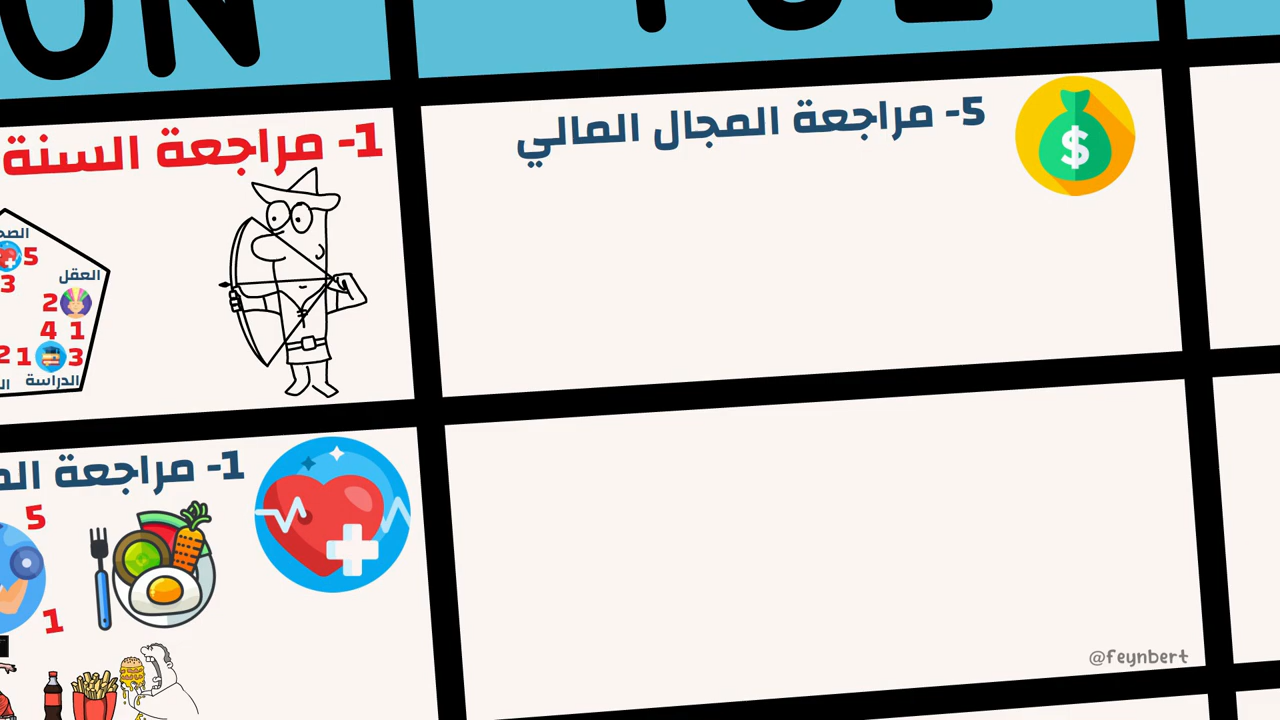 5- مراجعة المجال المالي
$
1- مراجعة السنة
5
3
العقل
2
4 1
2 1 3
الدراسة
1- مراجعة
5
1
@feynbert